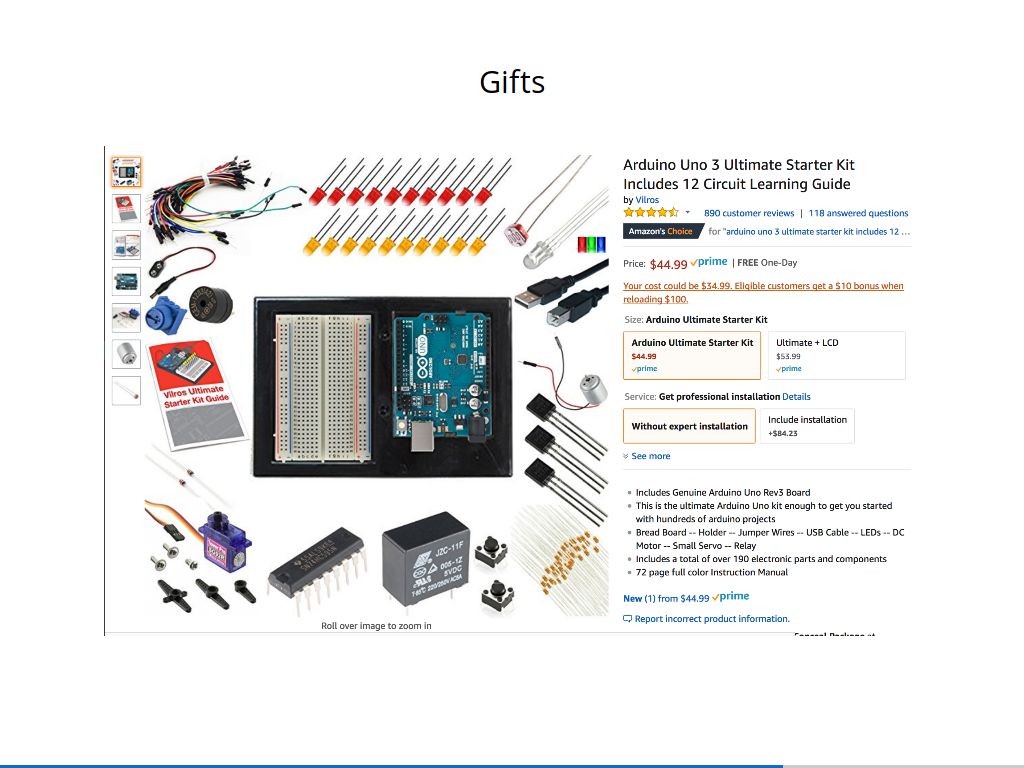 Gifts
Arduino Uno 3 Ultimate Starter Kit
Includes 12 Circuit Learning Guide
by Vilros
890 customer reviews | 118 answered questions
Amazon's Choice for "arduino uno 3 ultimate starter kit includes 12 ...
Price: $44.99 prime | FREE One-Day
Your cost could be $34.99. Eligible customers get a $10 bonus when
reloading $100.
Size: Arduino Ultimate Starter Kit
Arduino Ultimate Starter Kit
$44.99
prime
Ultimate + LCD
$53.99
prime
Service: Get professional installation Details
Without expert installation
Include installation
+$84.23
See more
Includes Genuine Arduino Uno Rev3 Board
This is the ultimate Arduino Uno kit enough to get you started
with hundreds of arduino projects
Bread Board -- Holder -- Jumper Wires -- USB Cable -- LEDs -- DC
Motor -- Small Servo -- Relay
Includes a total of over 190 electronic parts and components
72 page full color Instruction Manual
New (1) from $44.99 prime
Report incorrect product information.
Vilros Ultimate
Starter Kit Guide
UNO
ARDUINO
JZC-11F
005-1Z
5VDC
Roll over image to zoom in